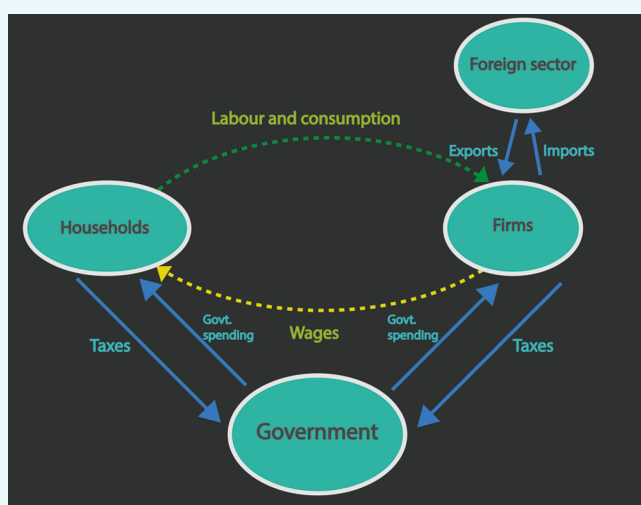 Foreign sector
Labour and consumption
Exports
Imports
Households
Firms
Govt.
spending
Wages
Govt.
spending
Taxes
Taxes
Government